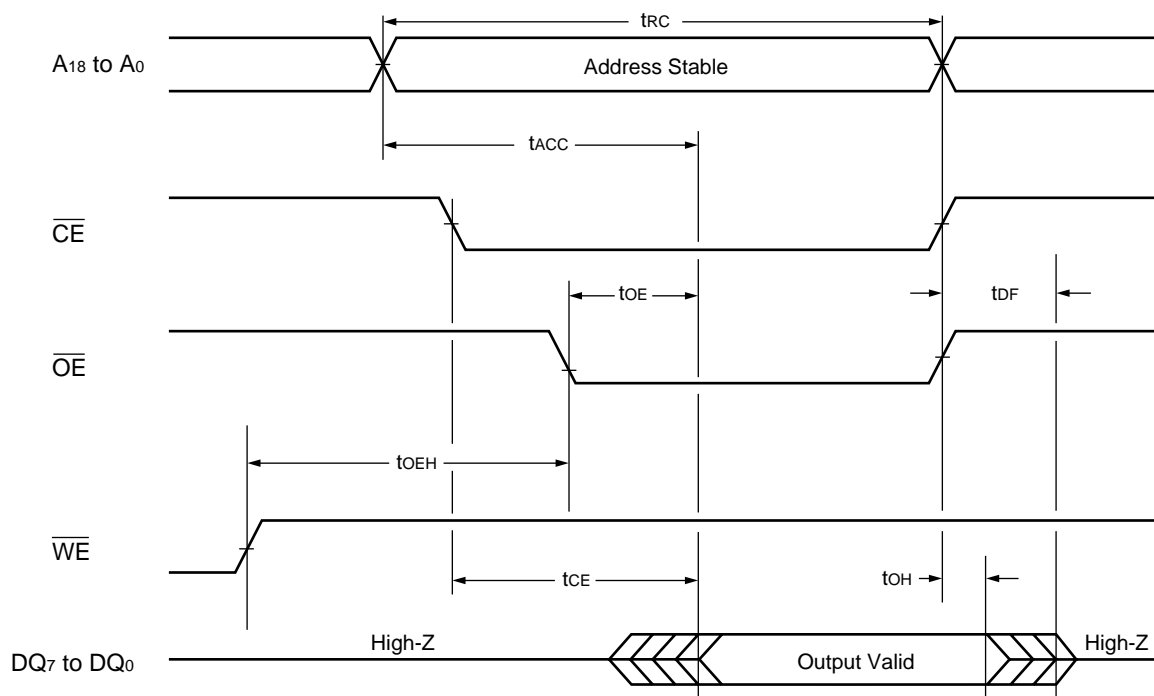 tRC
A18 to A0
Address Stable
tACC
CE
tOE
tDF
OE
tOEH
WE
tCE
tOH
High-Z
High-Z
DQ7 to DQ0
Output Valid